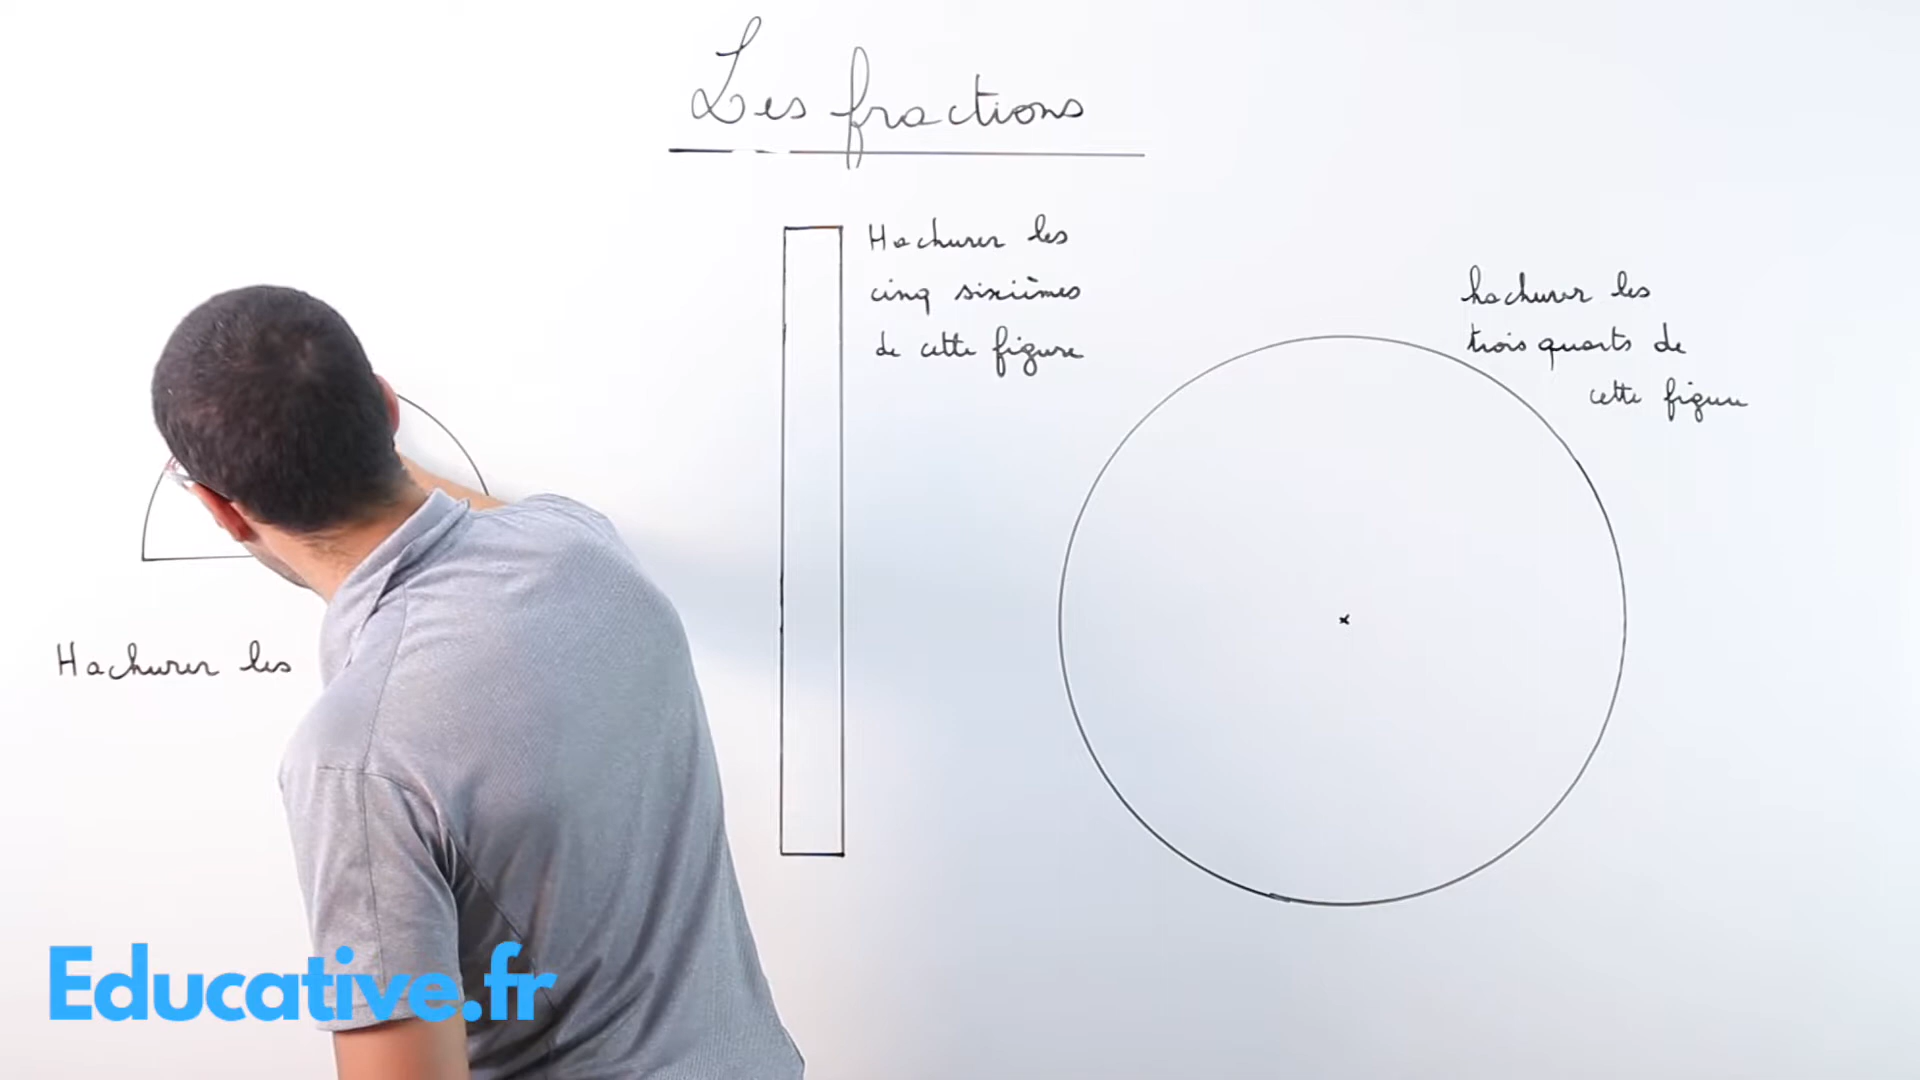 Les fractions
Hachurer les
cinq sixièmes
de cette figure
hachurer les
trois quarts de
cette figure
Hachurer les
Educative.fr